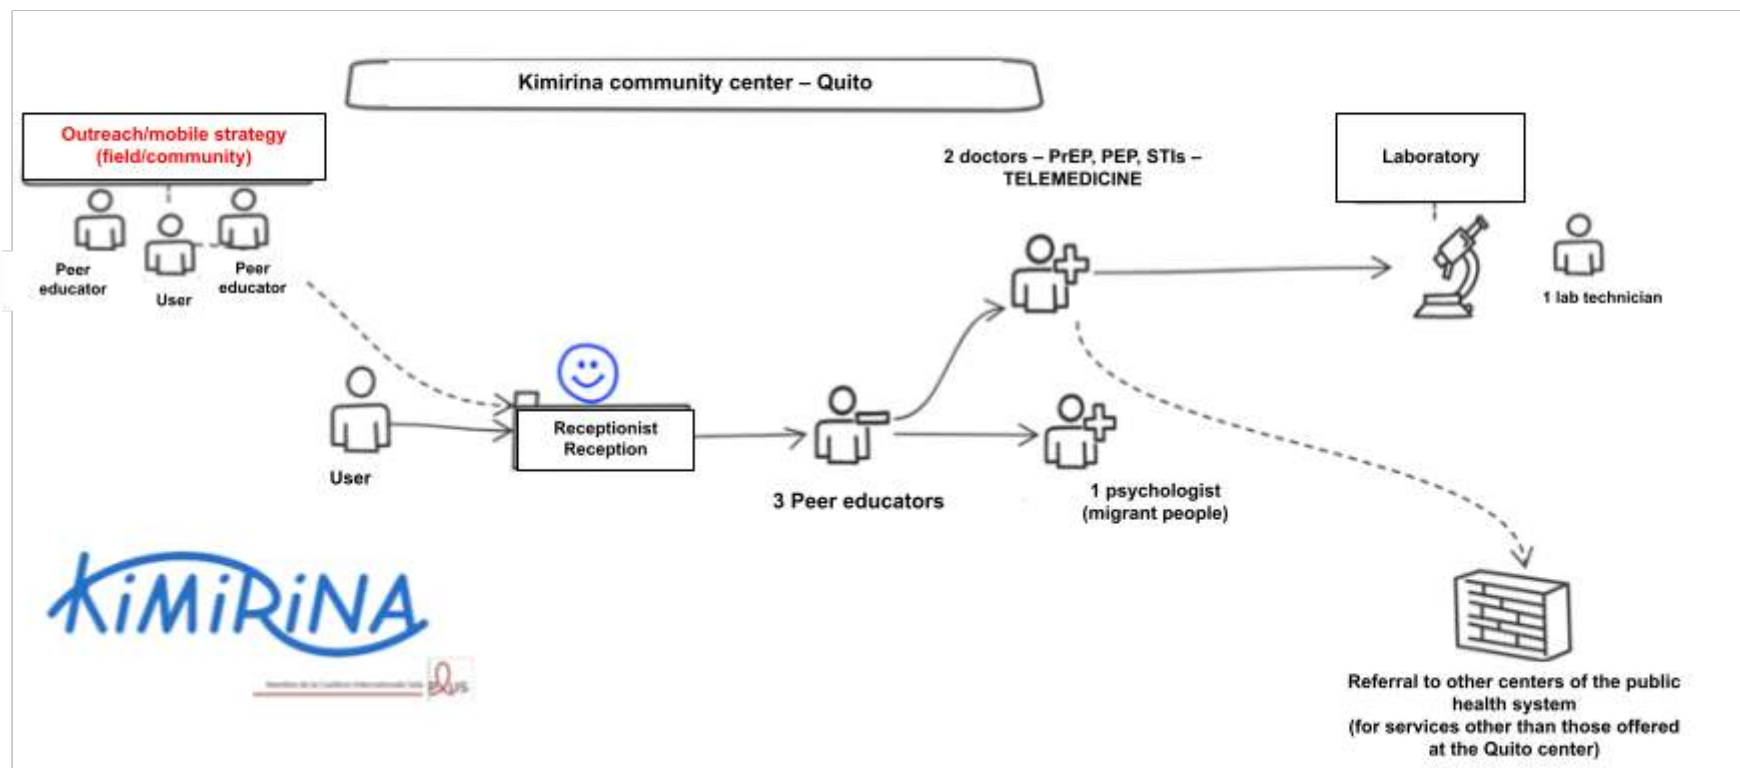 Kimirina community center – Quito
Outreach/mobile strategy
(field/community)
Peer
educator
User
Peer
educator
2 doctors – PrEP, PEP, STIs –
TELEMEDICINE
Laboratory
1 lab technician
User
Receptionist
Reception
3 Peer educators
1 psychologist
(migrant people)
KiMiRiNA
Referral to other centers of the public
health system
(for services other than those offered
at the Quito center)